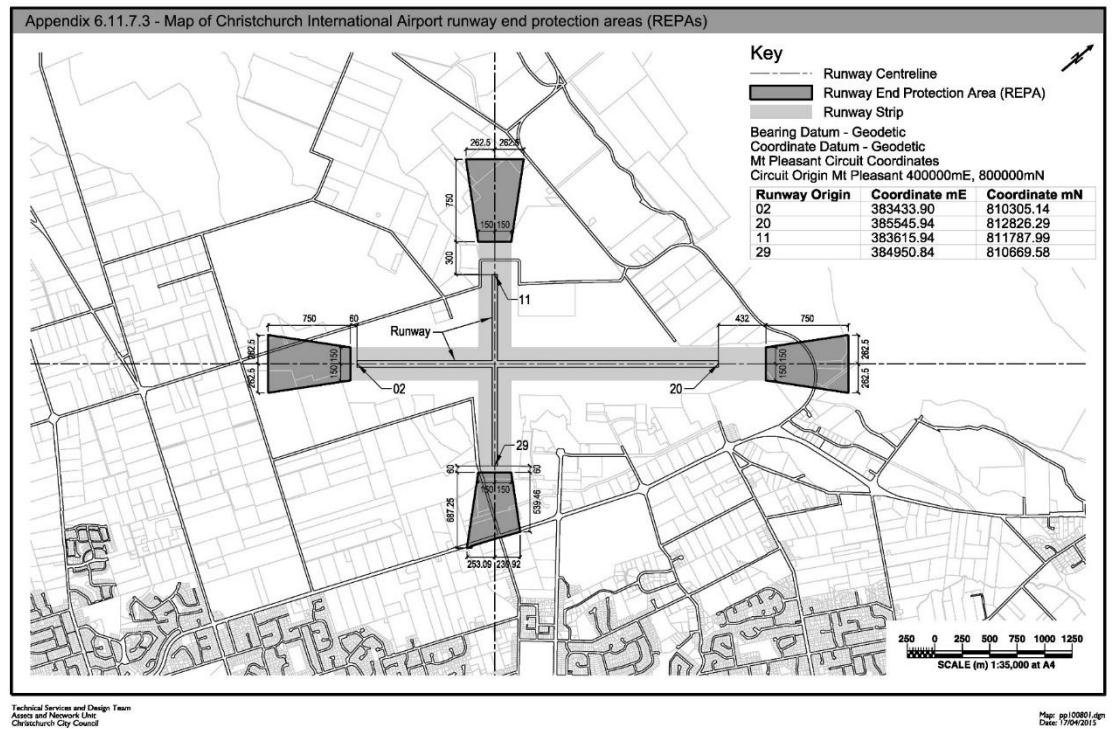 Appendix 6.11.7.3 - Map of Christchurch International Airport runway end protection areas (REPAs)
Key
Runway Centreline
Runway End Protection Area (REPA)
Runway Strip
Bearing Datum - Geodetic
Coordinate Datum - Geodetic
Mt Pleasant Circuit Coordinates
Circuit Origin Mt Pleasant 400000mE, 800000mN
Runway Origin Coordinate mE Coordinate mN
02 383433.90 810305.14
20 385545.94 812826.29
11 383615.94 811787.99
29 384950.84 810669.58
262.5 262.5
750
150 150
300
11
750 60
Runway
432 750
262.5
262.5
150
150
02
20
150
150
262.5
262.5
29
60 60
150 150
687.25
539.46
253.09
250 0 250 500 750 1000 1250
SCALE (m) 1:35,000 at A4
Technical Services and Design Team
Assets and Network Unit
Christchurch City Council
Map: pp100801.dgn
Date: 17/04/2015